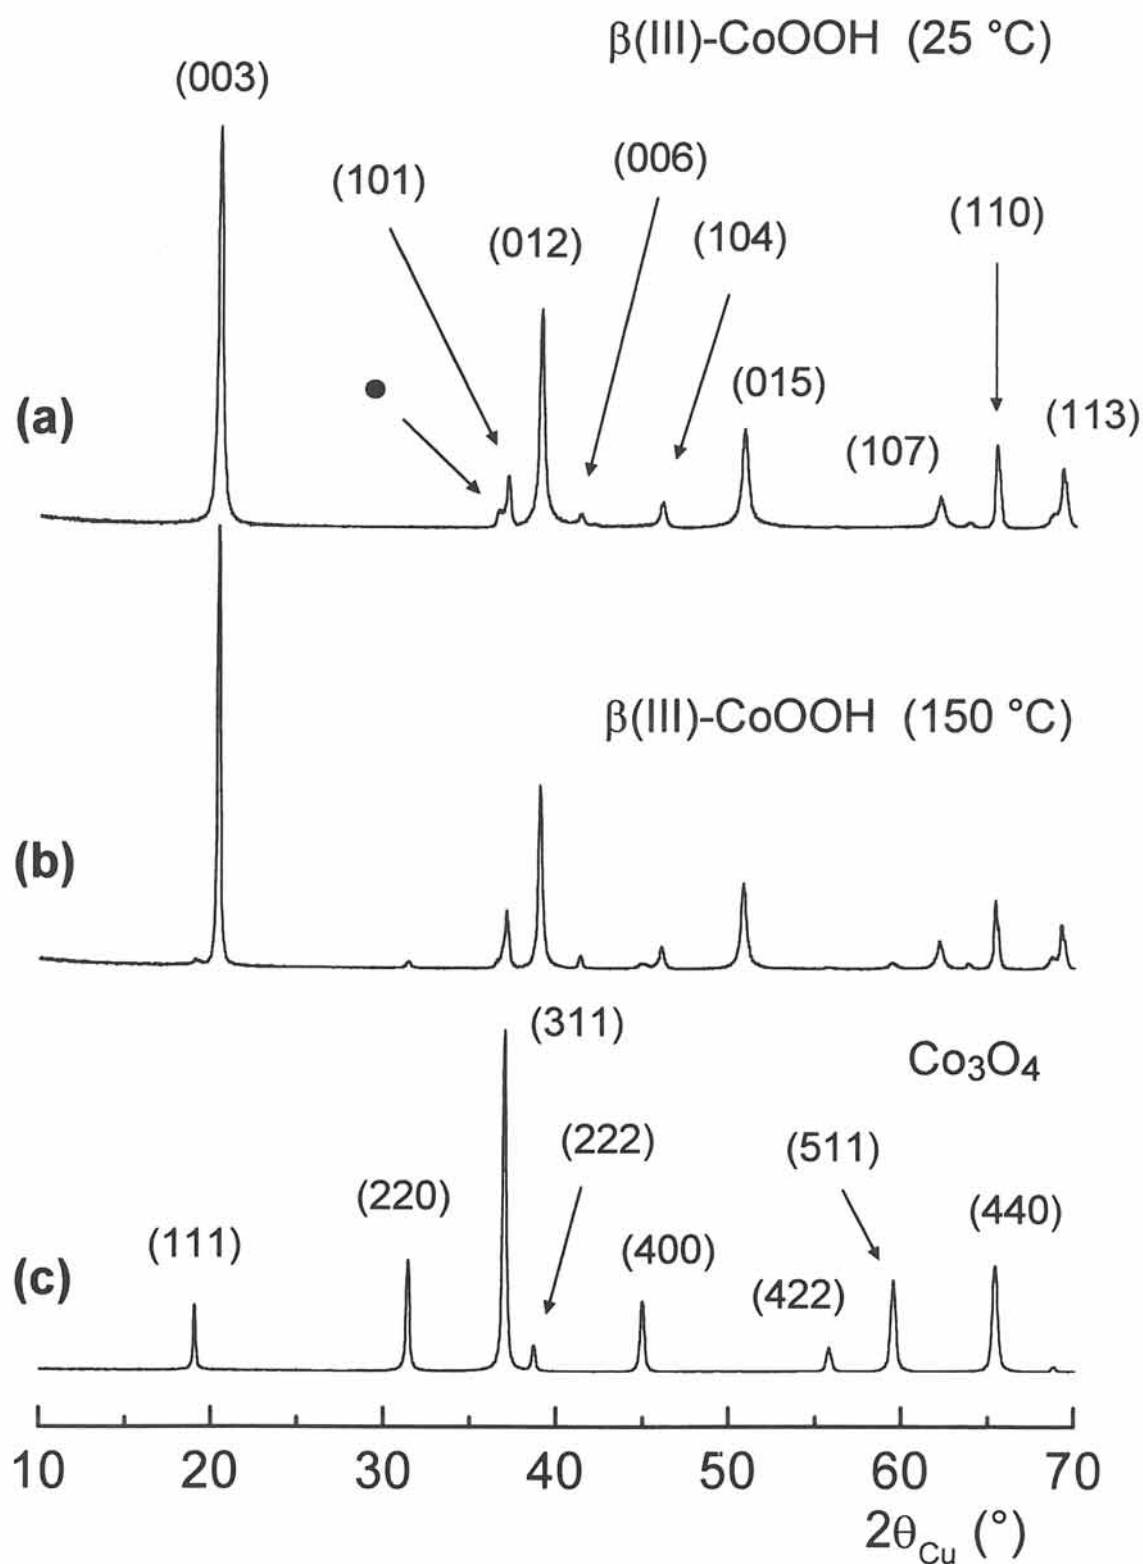 β(III)-CoOOH (25 °C)
(003)
(006)
(101)
(110)
(012)
(104)
(015)
(a)
(113)
(107)
β(III)-CoOOH (150 °C)
(b)
(311)
Co₃O₄
(222)
(511)
(220)
(440)
(111)
(400)
(c)
(422)
10 20 30 40 50 60 70
2θCu (°)